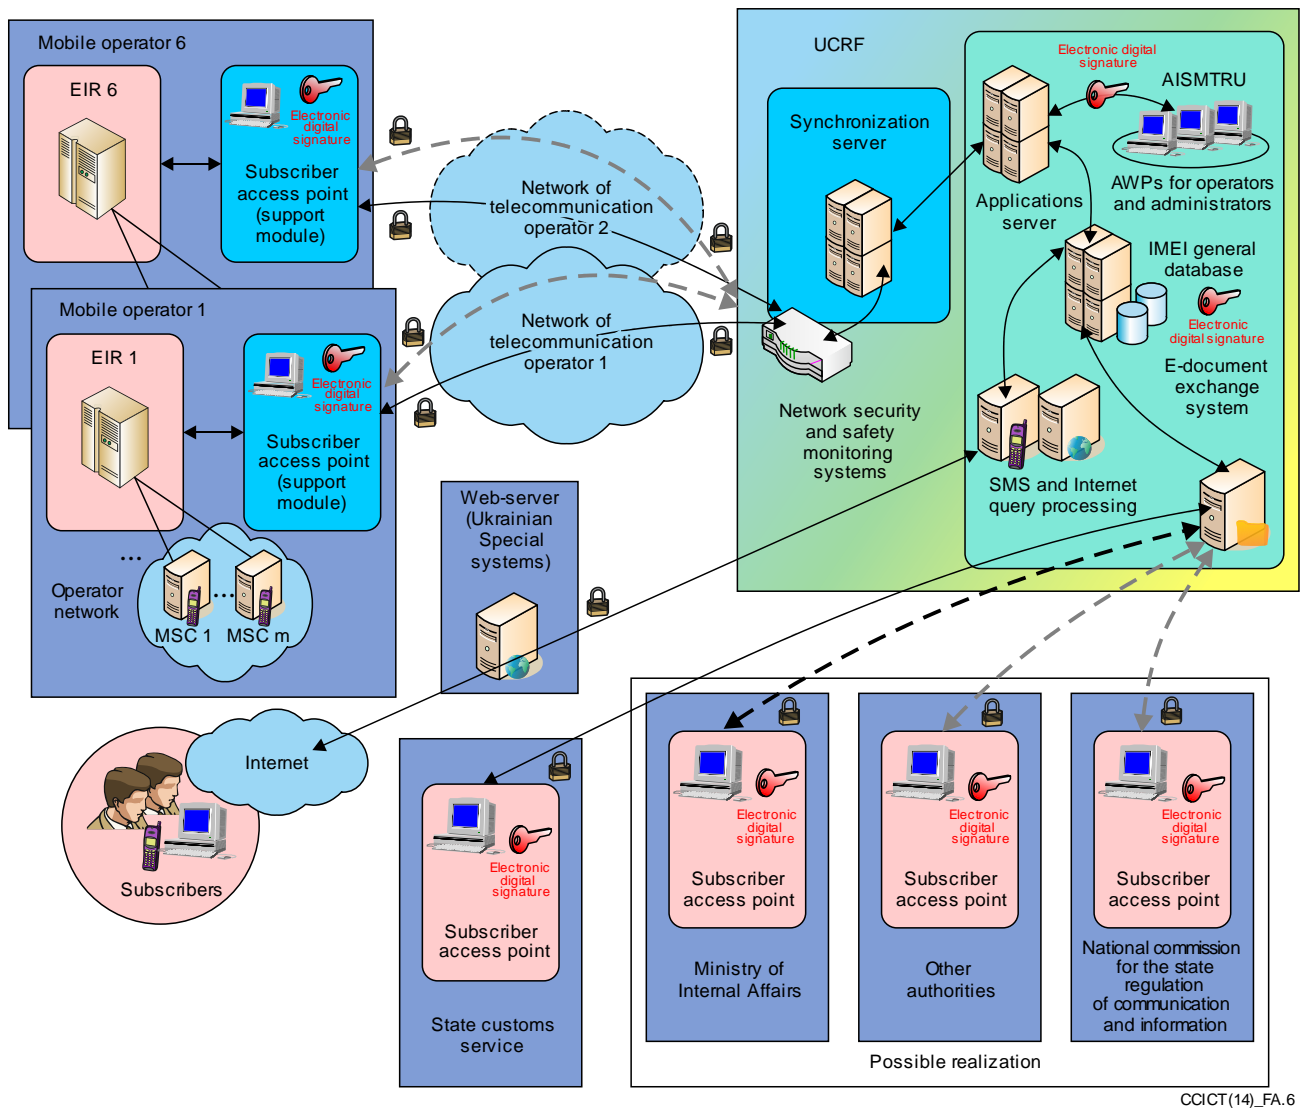 Mobile operator 6
EIR 6
Electronic
digital
signature
Subscriber
access point
(support
module)
Mobile operator 1
EIR 1
Electronic
digital
signature
Subscriber
access point
(support
module)
...
Operator
network
...
MSC 1
MSC m
Network of
telecommunication
operator 2
Network of
telecommunication
operator 1
UCRF
Synchronization
server
Network security
and safety
monitoring
systems
Electronic digital
signature
AISMTRU
Applications
server
AWPs for operators
and administrators
IMEI general
database
Electronic
digital signature
E-document
exchange
system
SMS and Internet
query processing
Web-server
(Ukrainian
Special
systems)
Internet
Subscribers
Electronic
digital
signature
Subscriber
access point
State customs
service
Electronic
digital
signature
Subscriber
access point
Ministry of
Internal Affairs
Electronic
digital
signature
Subscriber
access point
Other
authorities
Electronic
digital
signature
Subscriber
access point
National commission
for the state
regulation
of communication
and information
Possible realization
CCICT(14)_FA.6